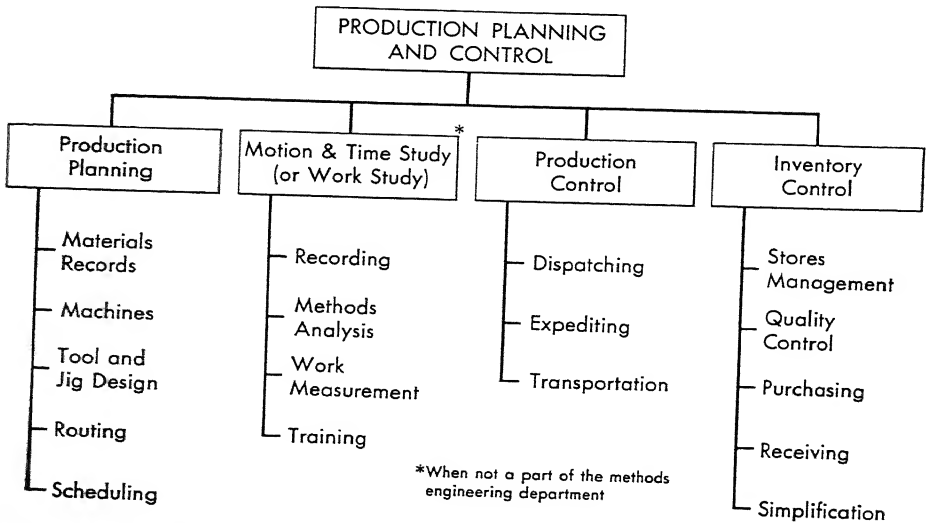 PRODUCTION PLANNING
AND CONTROL
Production
Planning
Materials
Records
Machines
Tool and
Jig Design
Routing
Scheduling
*
Motion & Time Study
(or Work Study)
Recording
Methods
Analysis
Work
Measurement
Training
Production
Control
Dispatching
Expediting
Transportation
Inventory
Control
Stores
Management
Quality
Control
Purchasing
Receiving
Simplification
*When not a part of the methods
engineering department